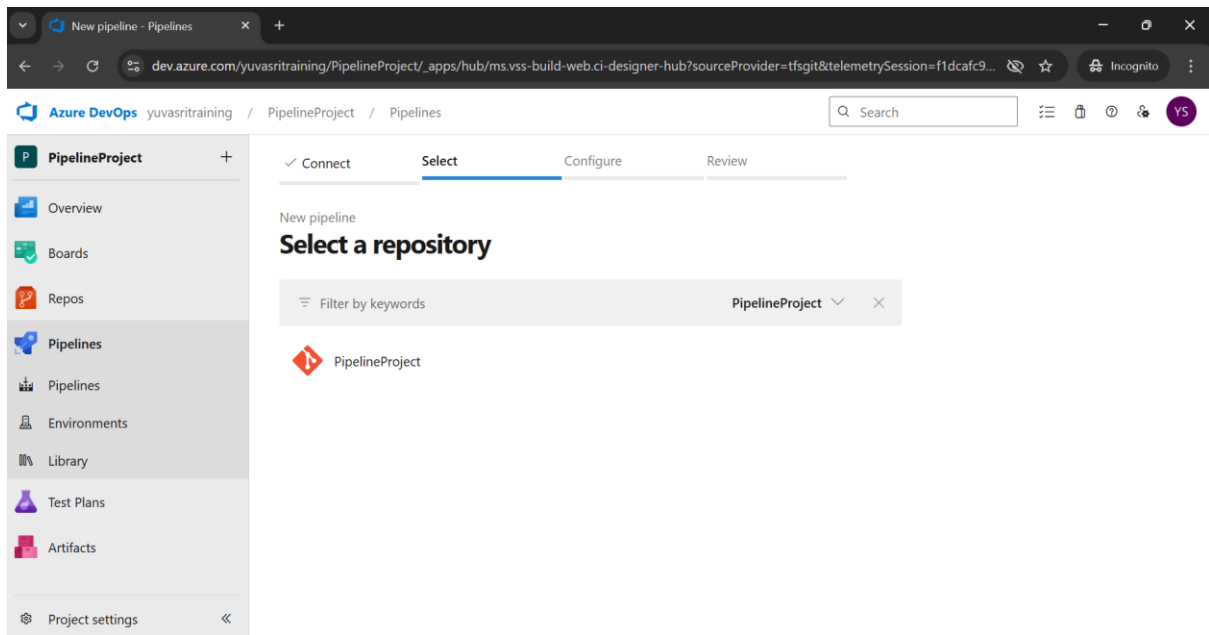 New pipeline - Pipelines
dev.azure.com/yuvasritraining/PipelineProject/_apps/hub/ms.vss-build-web.ci-designer-hub?sourceProvider=tfsgit&telemetrySession=f1dcafc9... Incognito
Azure DevOps yuvasritraining / PipelineProject / Pipelines Search YS
P PipelineProject
Connect Select Configure Review
Overview
New pipeline
Select a repository
Boards
Repos
Filter by keywords PipelineProject
Pipelines
PipelineProject
Pipelines
Environments
Library
Test Plans
Artifacts
Project settings